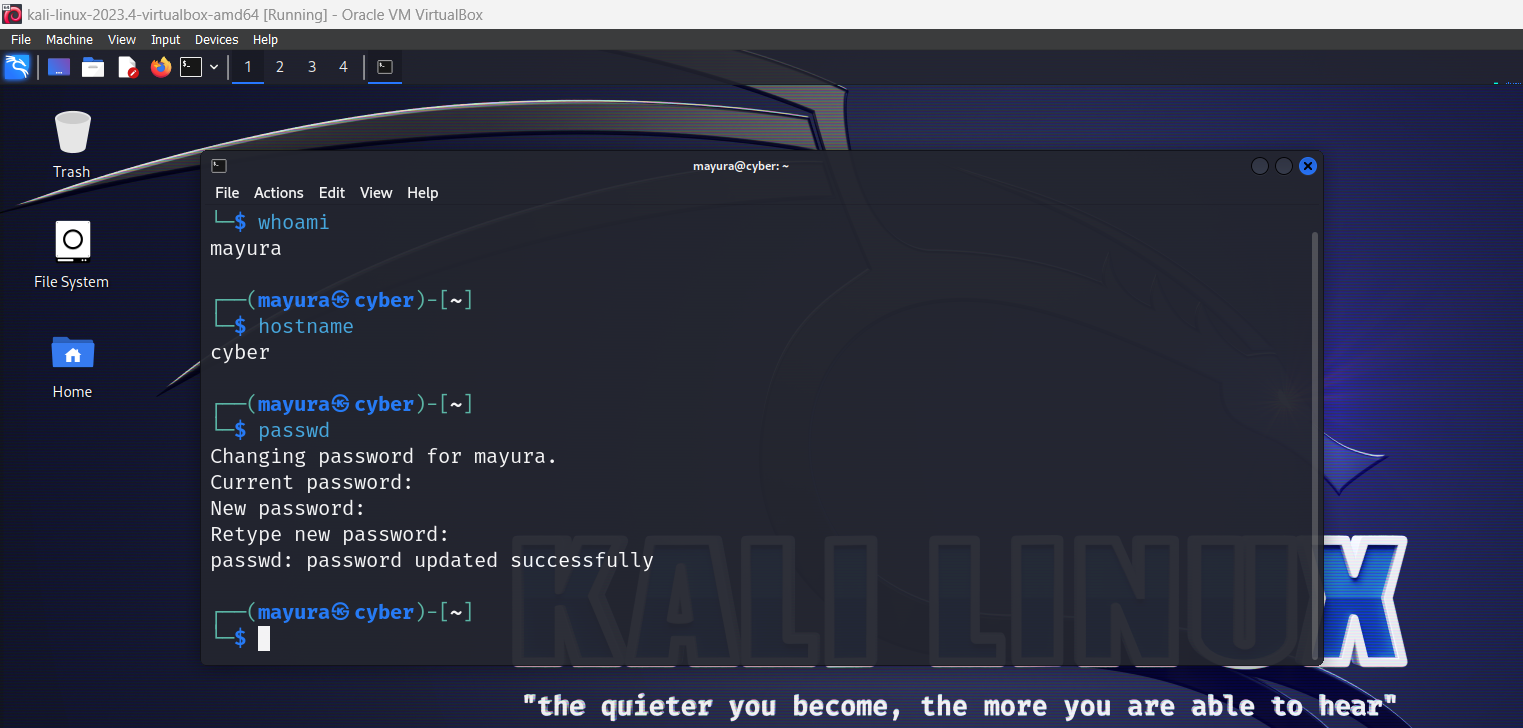 kali-linux-2023.4-virtualbox-amd64 [Running] - Oracle VM VirtualBox
File Machine View Input Devices Help
1 2 3 4
Trash
File System
Home
mayura@cyber: ~
File Actions Edit View Help
└─$ whoami
mayura
┌──(mayura㉿cyber)-[~]
└─$ hostname
cyber
┌──(mayura㉿cyber)-[~]
└─$ passwd
Changing password for mayura.
Current password:
New password:
Retype new password:
passwd: password updated successfully
┌──(mayura㉿cyber)-[~]
└─$
KALI LINUX
"the quieter you become, the more you are able to hear"